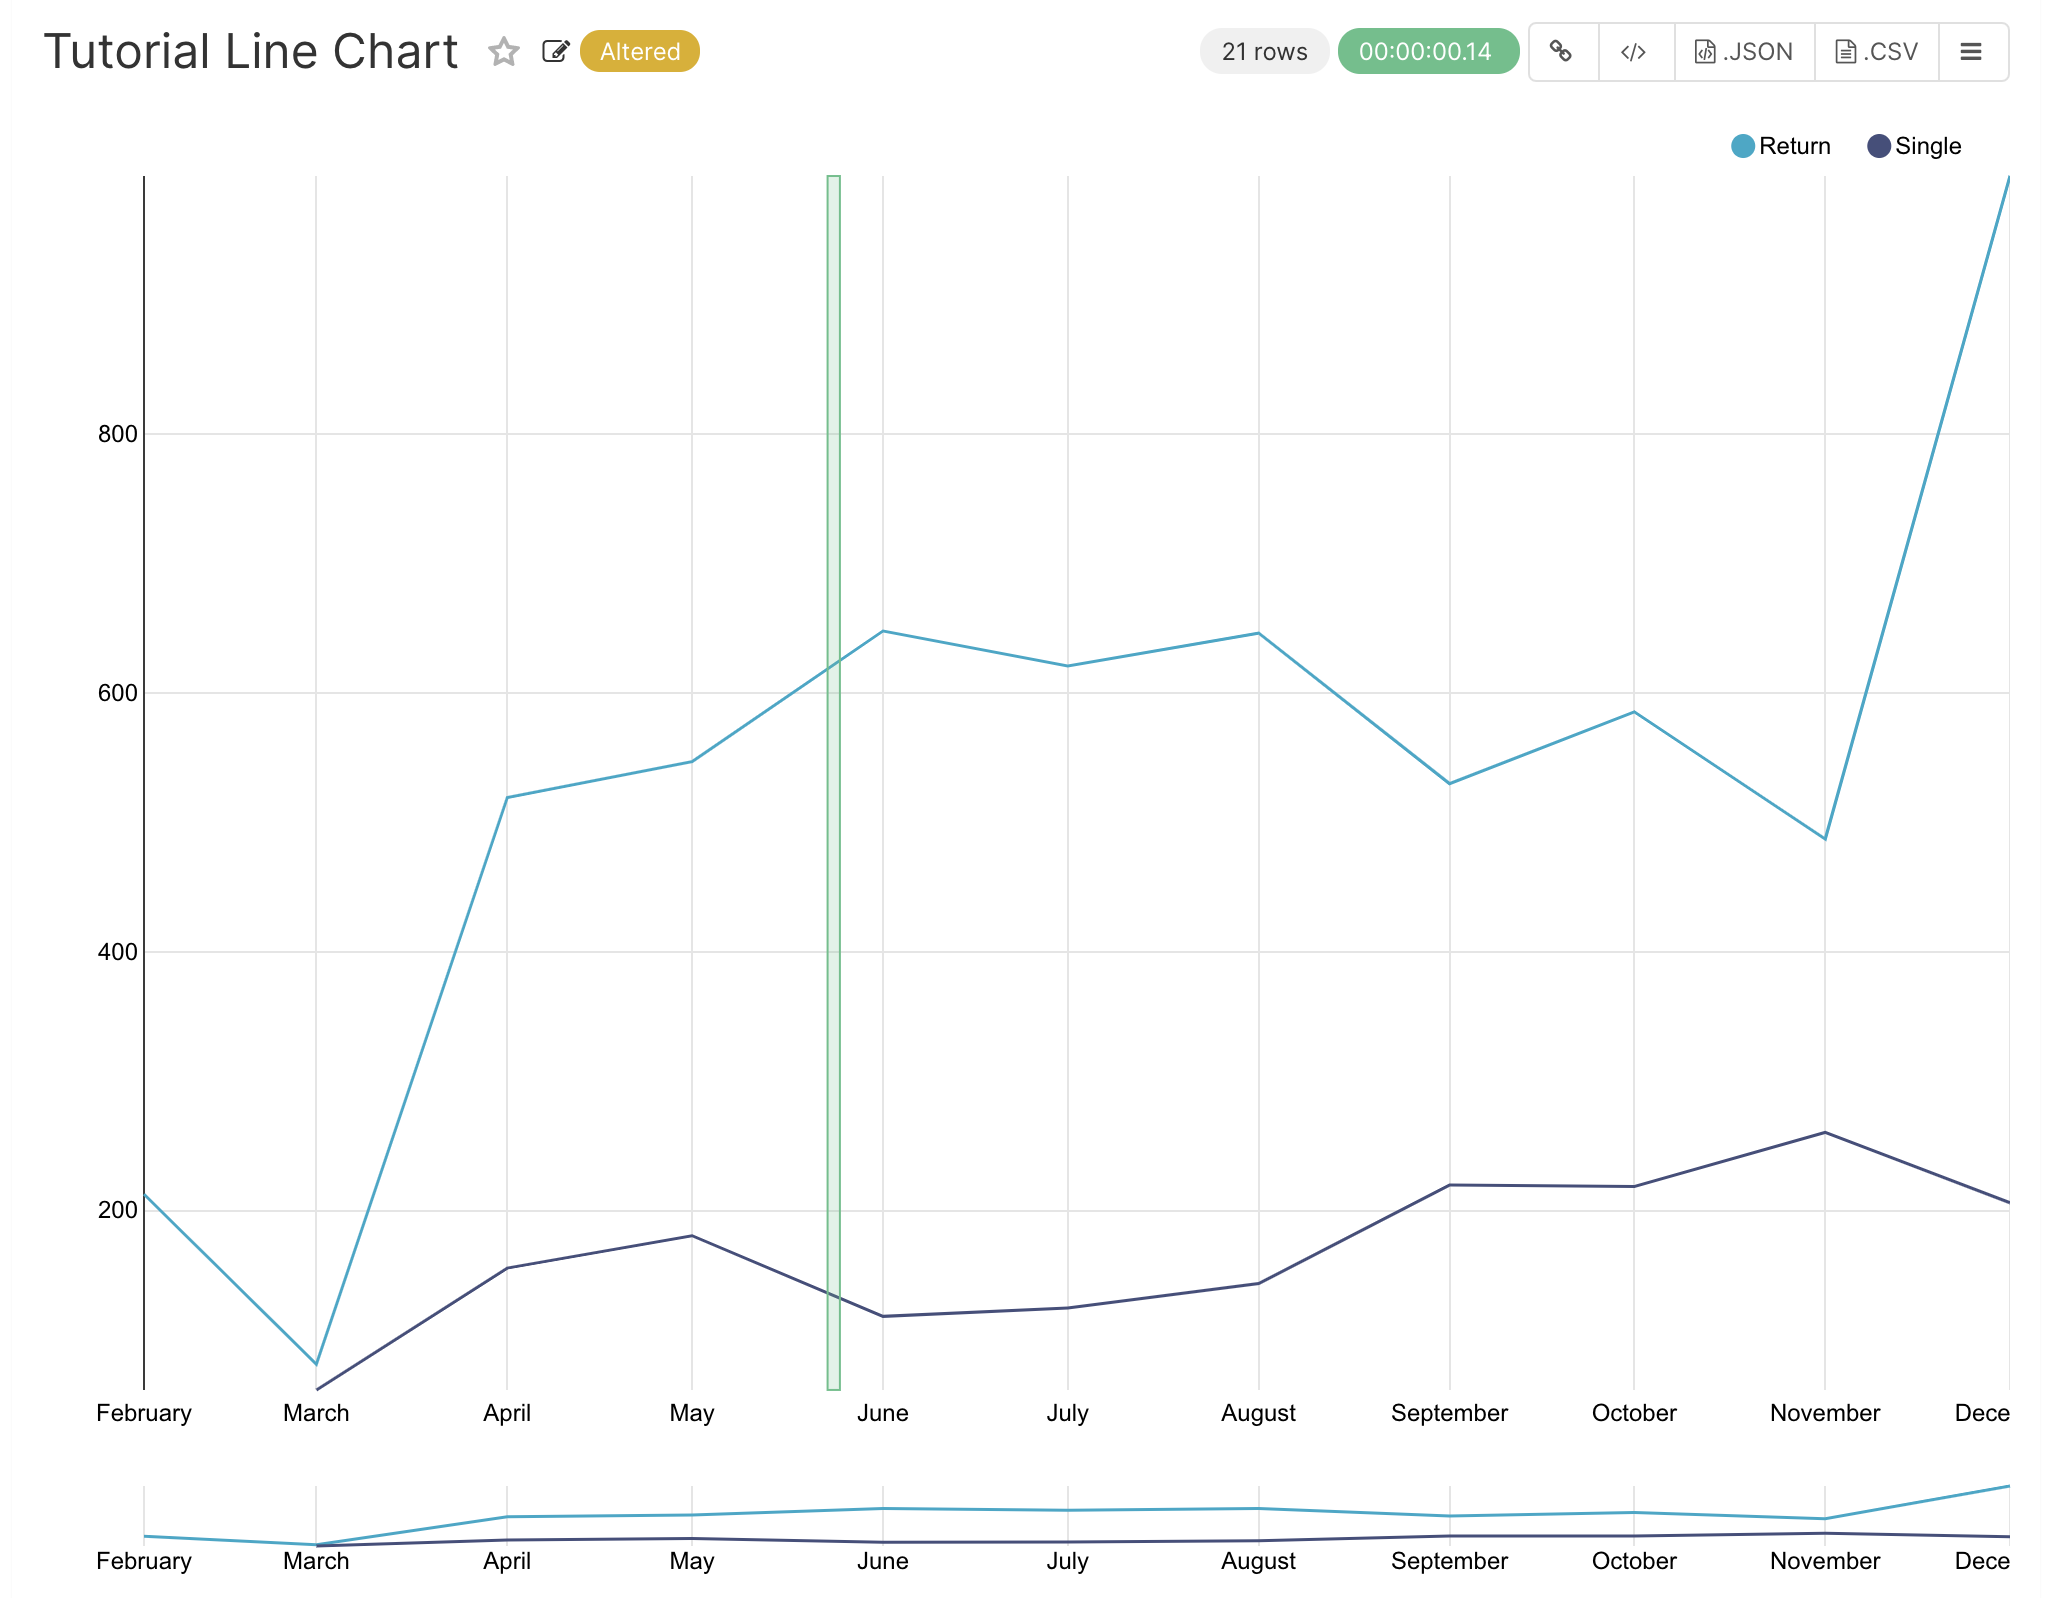 Tutorial Line Chart Altered 21 rows 00:00:00.14 </> .JSON .CSV
Return Single
800
600
400
200
February March April May June July August September October November Dece
February March April May June July August September October November Dece